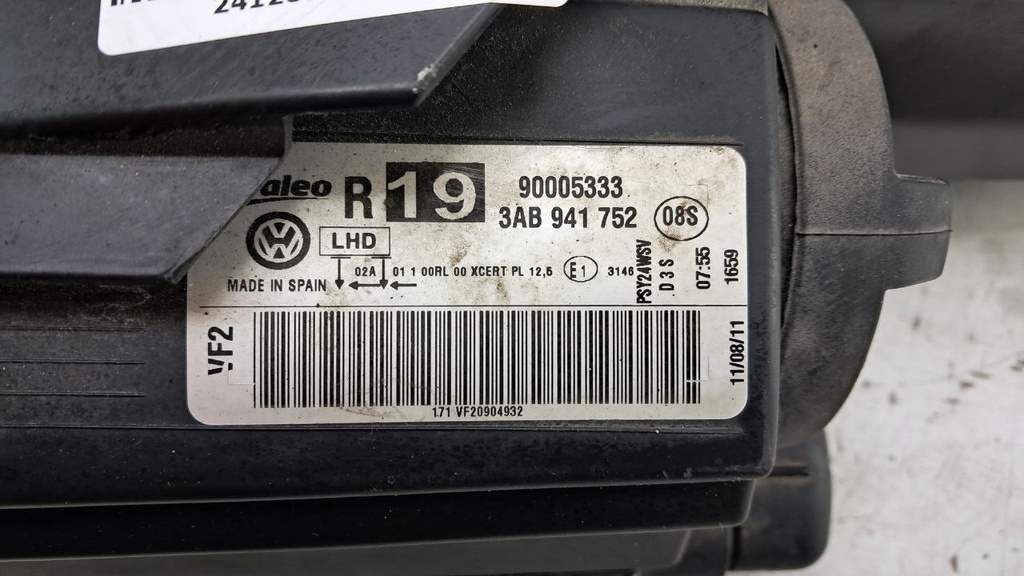 R 19 90005333
3AB 941 752 08S
LHD
02A 01 1 00RL 00 XCERT PL 12,5 E1 3146
MADE IN SPAIN
PSY24WSV
D3S
07:55
1659
VF2
11/08/11
171 VF20904932